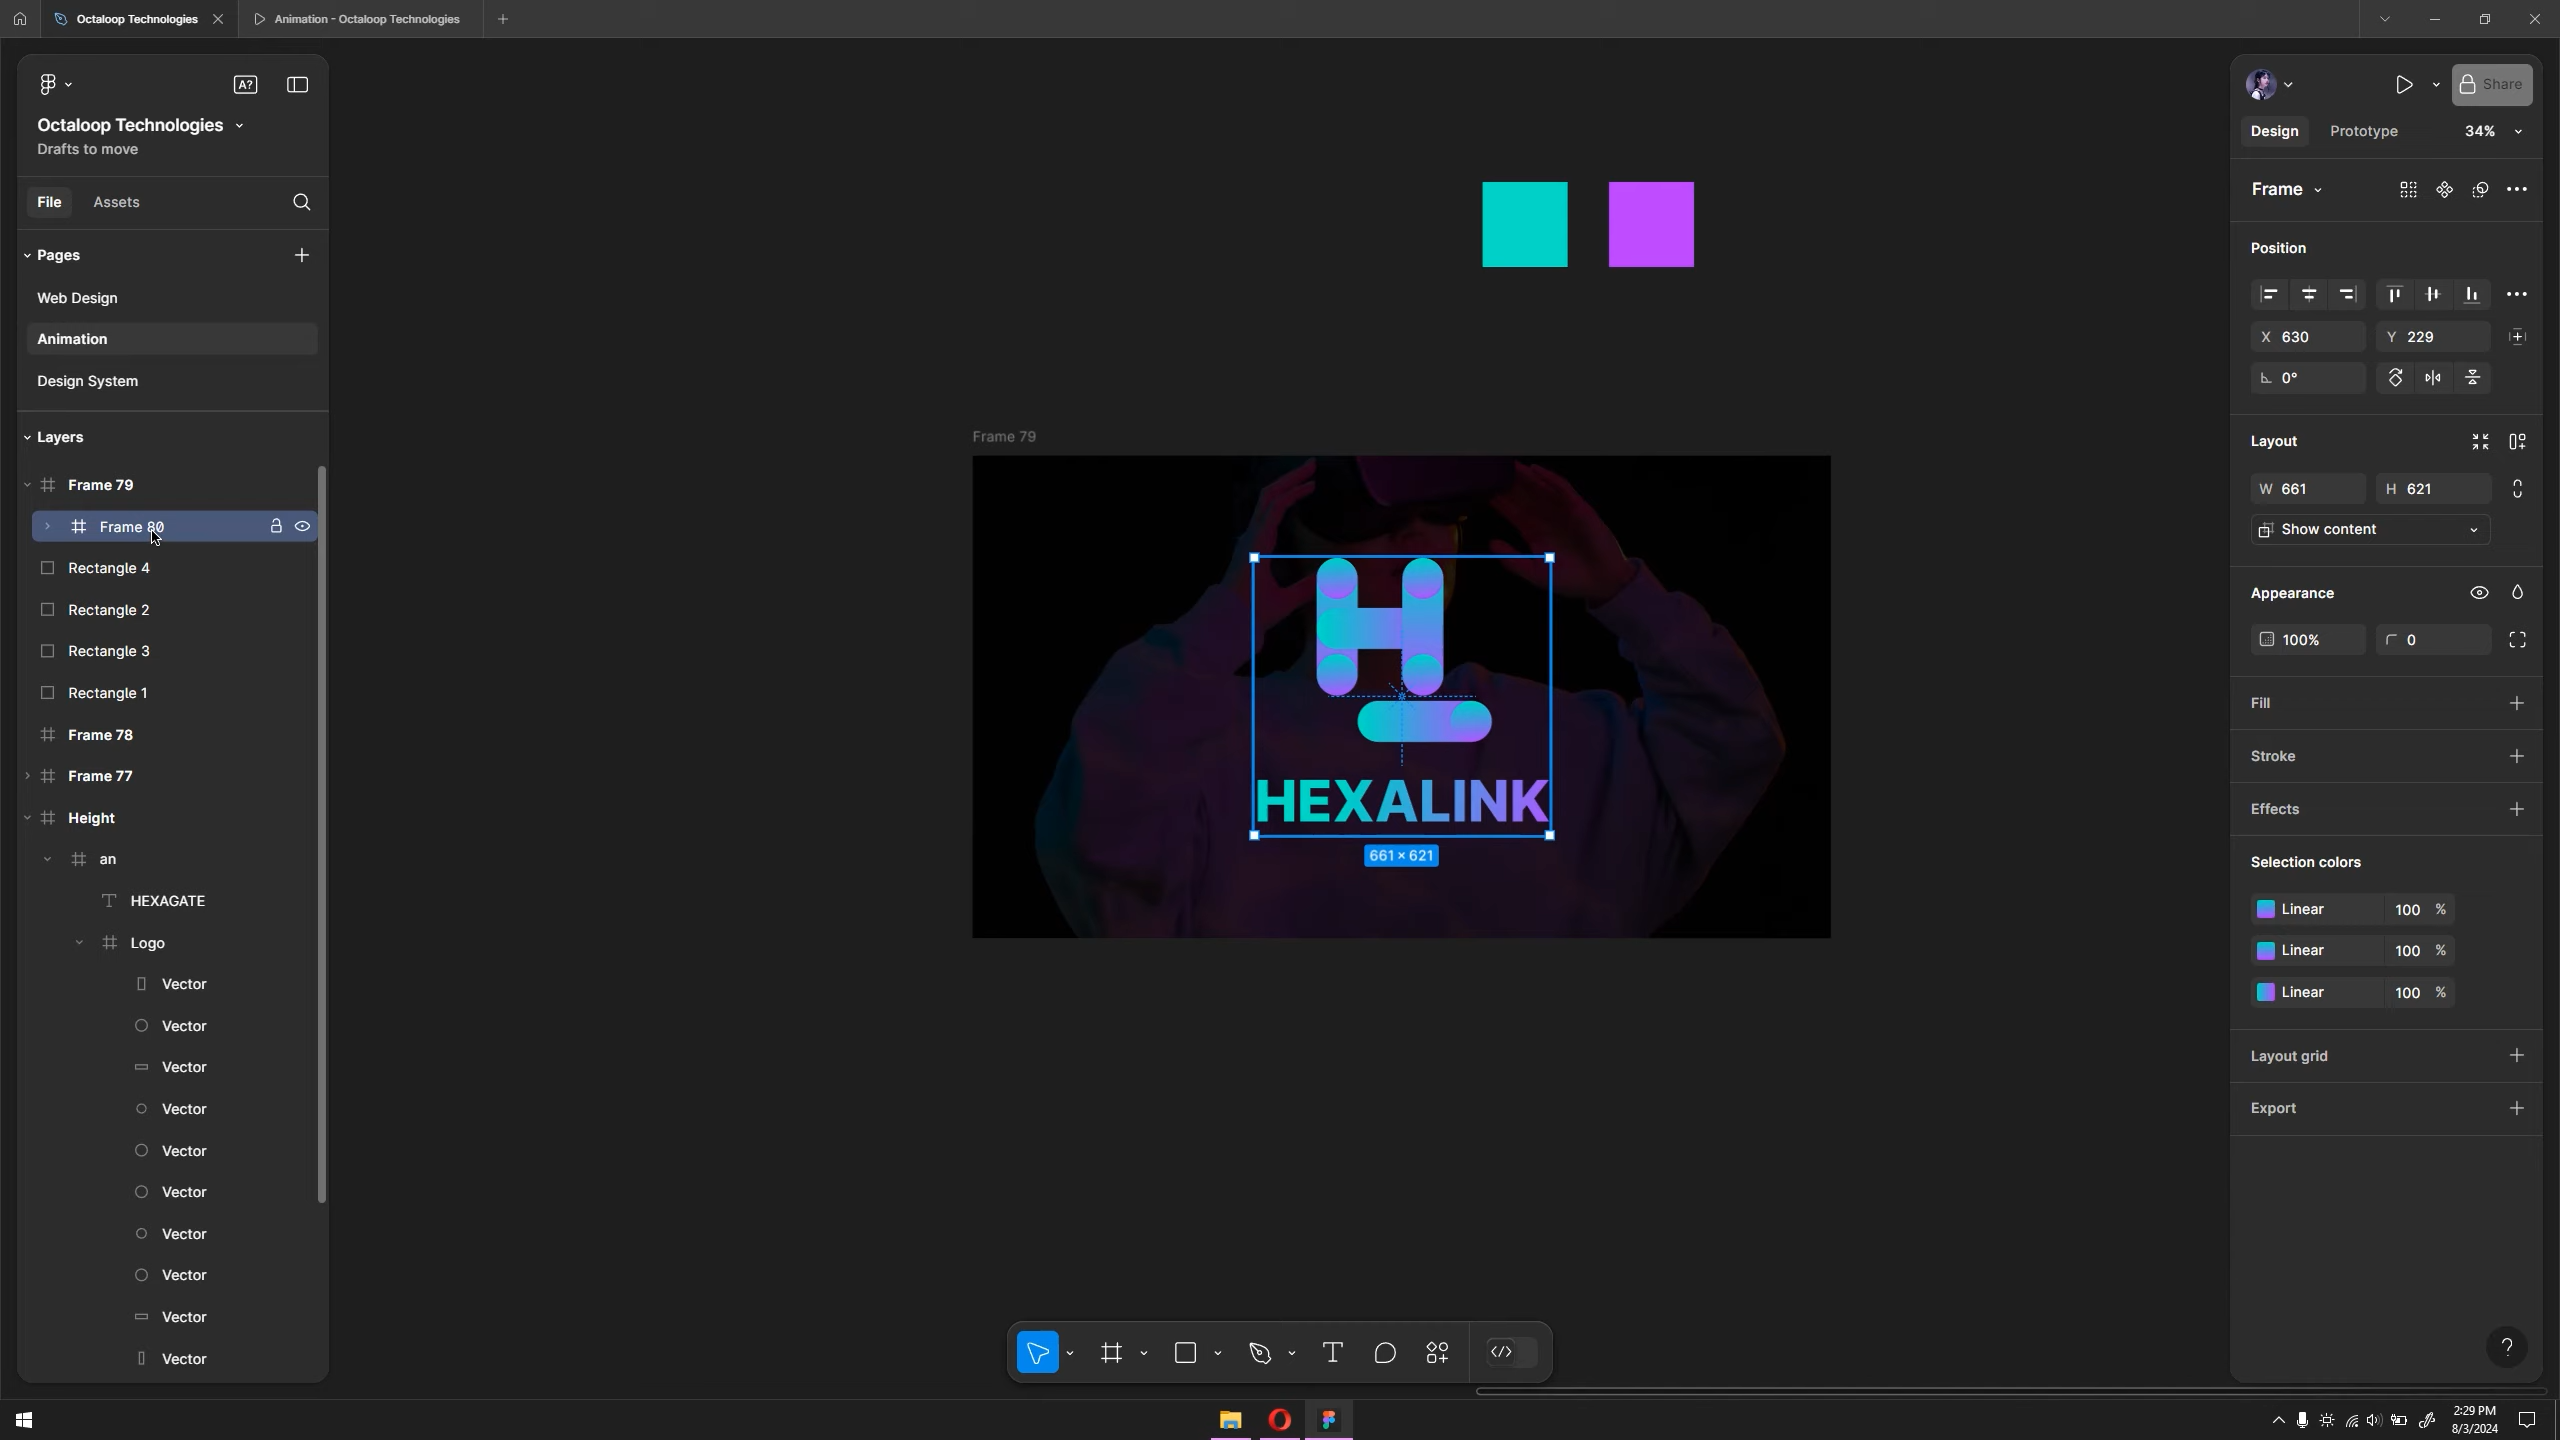 Octaloop Technologies
Animation - Octaloop Technologies
A?
Octaloop Technologies
Drafts to move
File Assets
Pages
Web Design
Animation
Design System
Layers
Frame 79
Frame 80
Rectangle 4
Rectangle 2
Rectangle 3
Rectangle 1
Frame 78
Frame 77
Height
an
HEXAGATE
Logo
Vector
Vector
Vector
Vector
Vector
Vector
Vector
Vector
Vector
Vector
Frame 79
HEXALINK
661 × 621
Share
Design Prototype 34%
Frame
Position
X 630 Y 229
0°
Layout
W 661 H 621
Show content
Appearance
100% 0
Fill
Stroke
Effects
Selection colors
Linear 100 %
Linear 100 %
Linear 100 %
Layout grid
Export
?
2:29 PM
8/3/2024